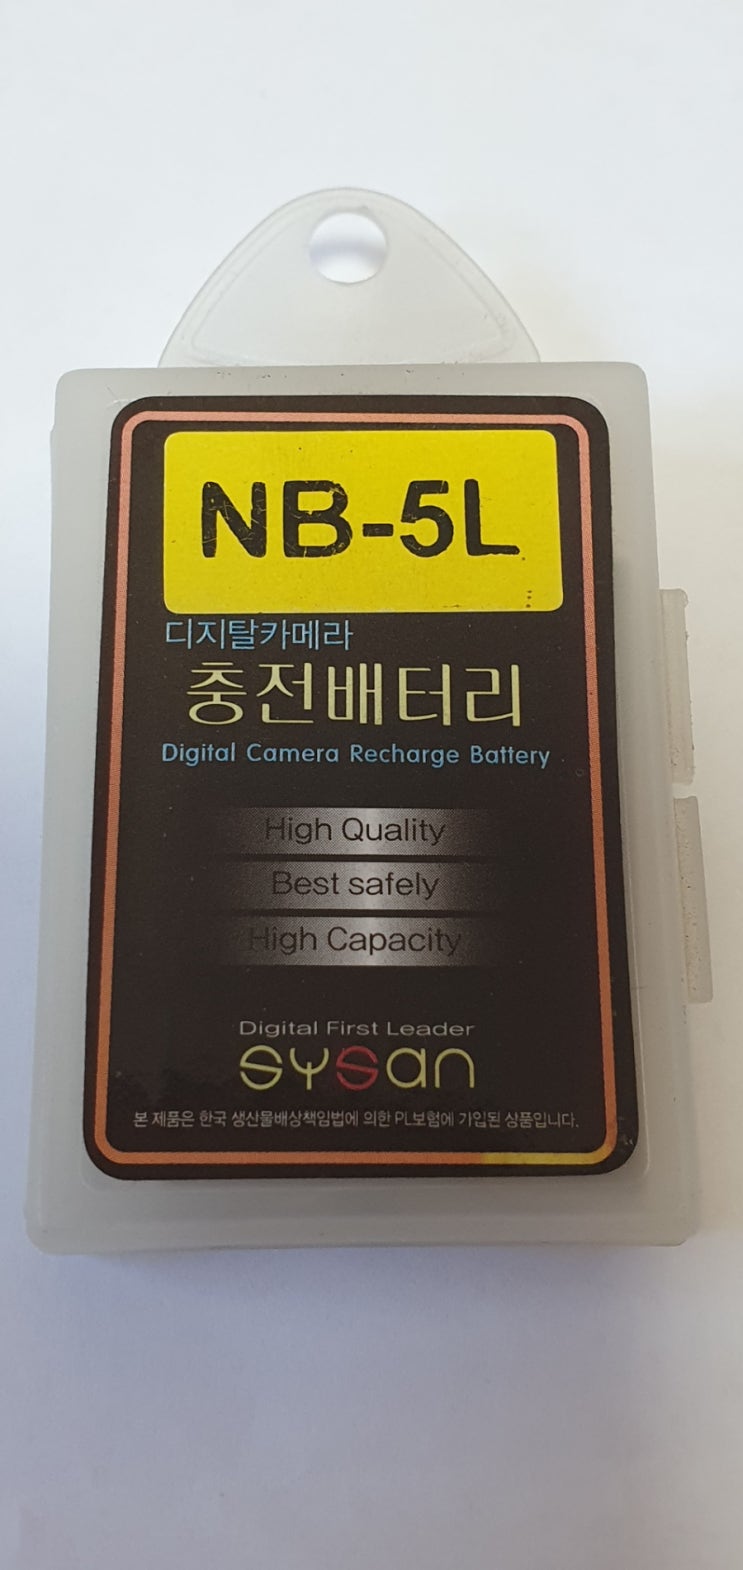 NB-5L
디지탈카메라
충전배터리
Digital Camera Recharge Battery
High Quality
Best safely
High Capacity
Digital First Leader
sysan
본 제품은 한국 생산물배상책임법에 의한 PL보험에 가입된 상품입니다.